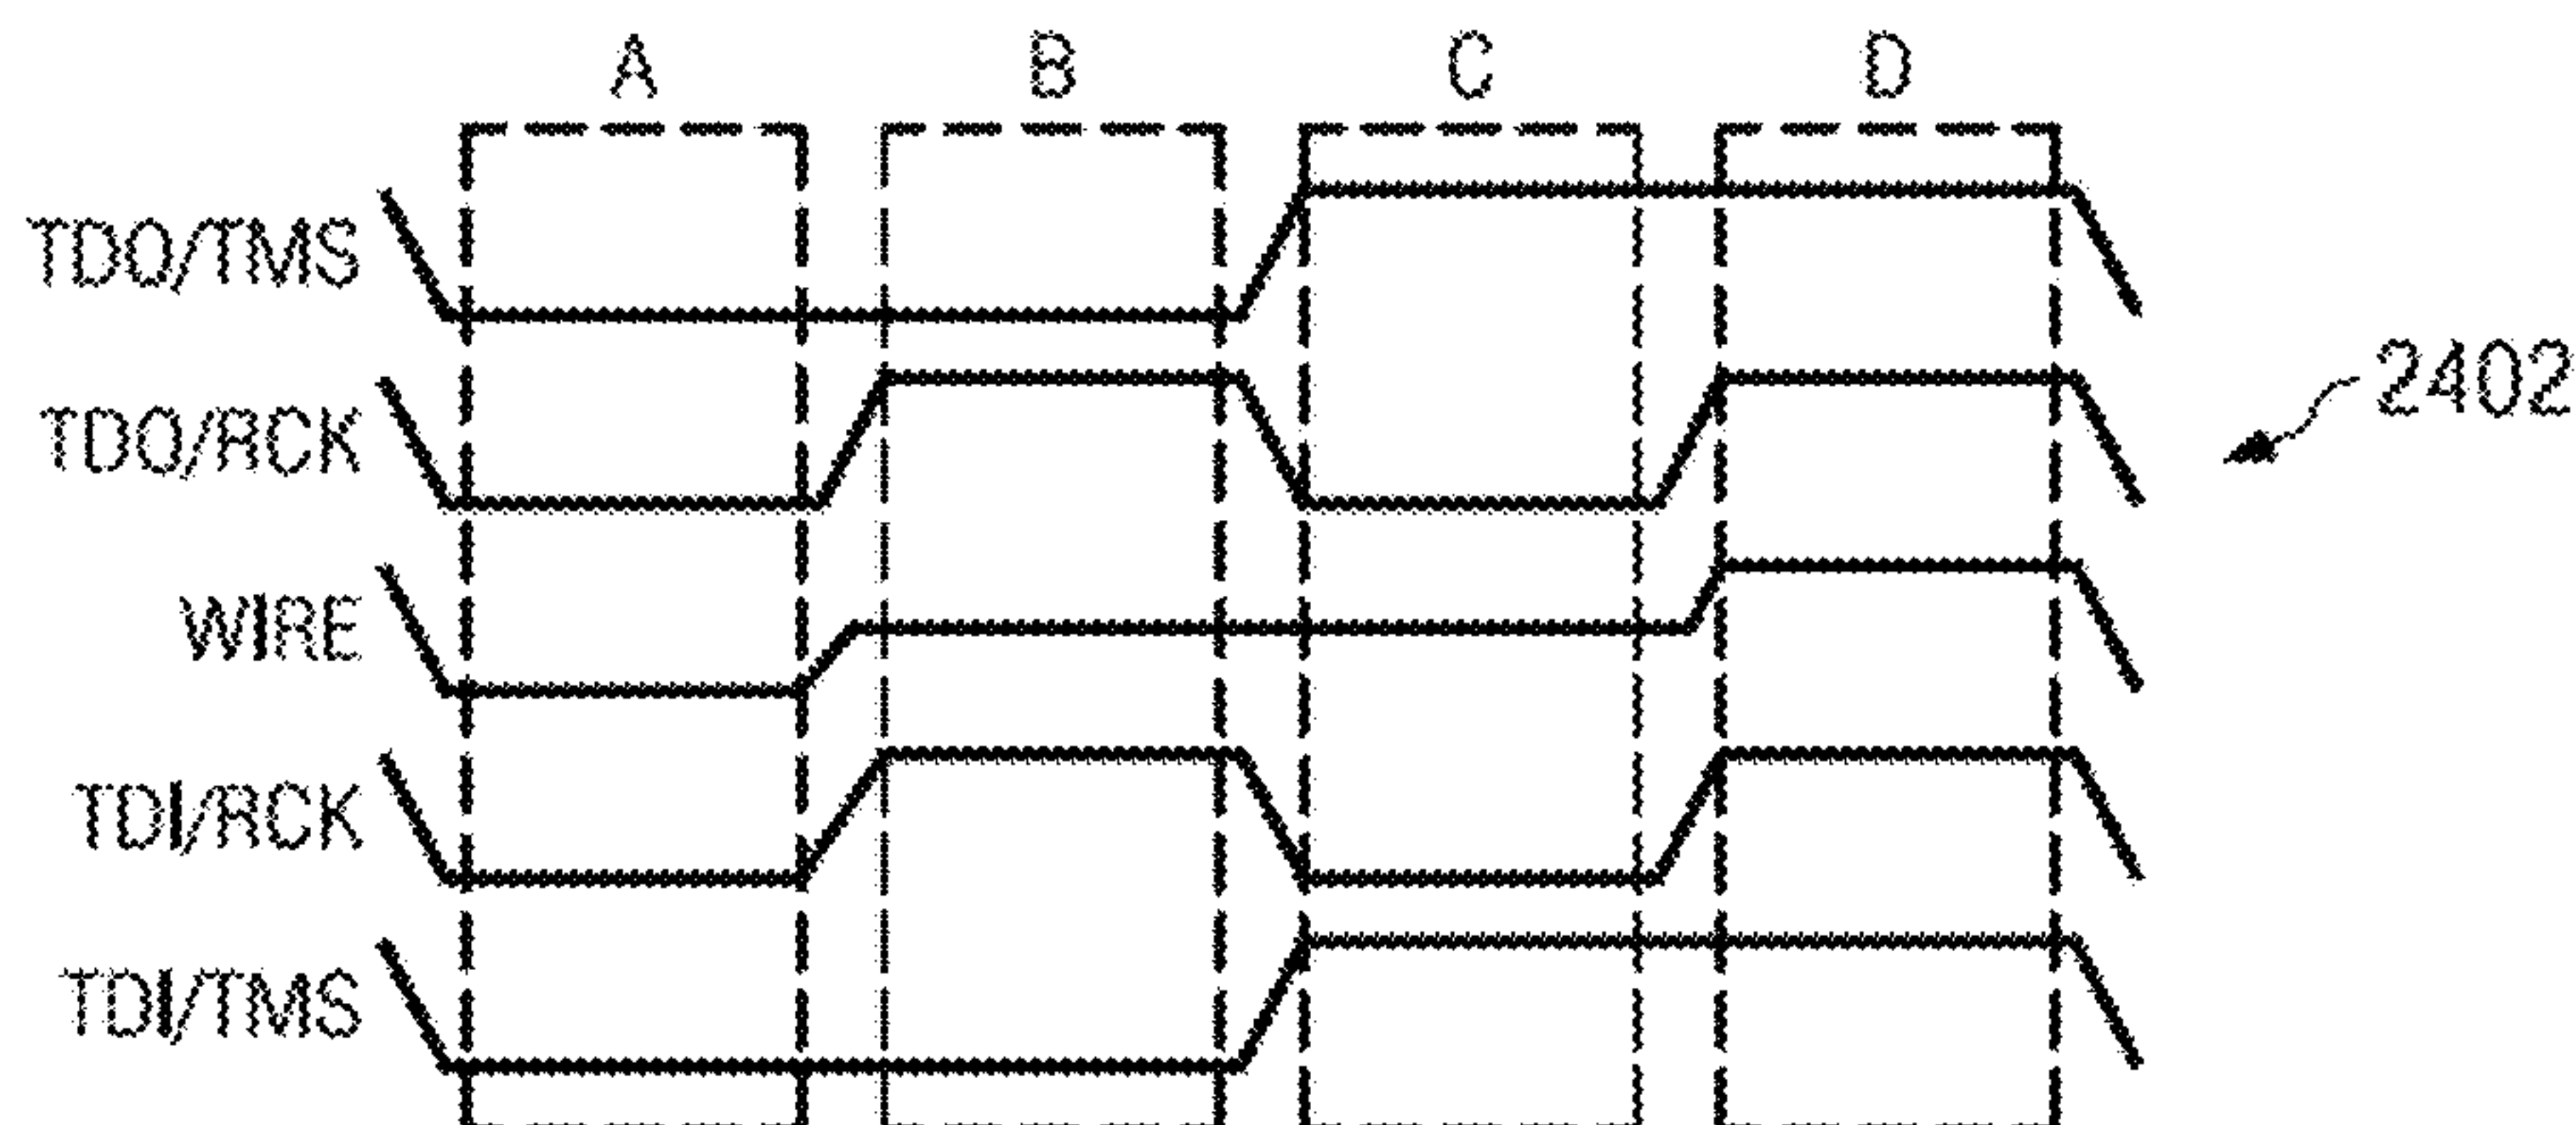 A B C D
TDO/TMS
TDO/RCK
2402
WIRE
TDI/RCK
TDI/TMS